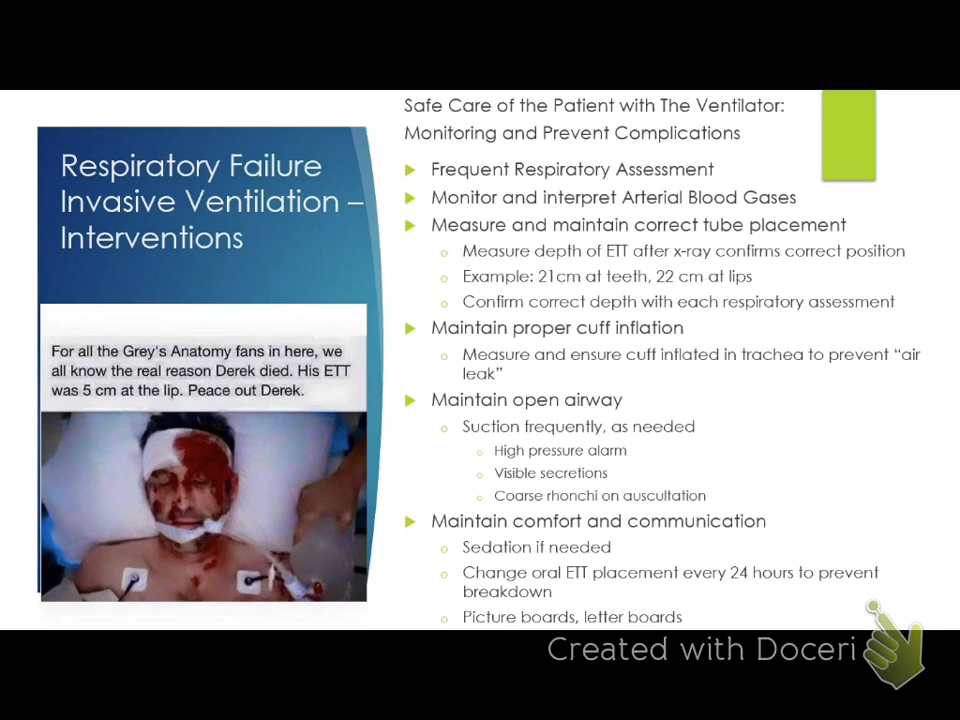 Respiratory Failure
Invasive Ventilation –
Interventions
For all the Grey's Anatomy fans in here, we
all know the real reason Derek died. His ETT
was 5 cm at the lip. Peace out Derek.
Safe Care of the Patient with The Ventilator:
Monitoring and Prevent Complications
Frequent Respiratory Assessment
Monitor and interpret Arterial Blood Gases
Measure and maintain correct tube placement
Measure depth of ETT after x-ray confirms correct position
Example: 21cm at teeth, 22 cm at lips
Confirm correct depth with each respiratory assessment
Maintain proper cuff inflation
Measure and ensure cuff inflated in trachea to prevent “air
leak”
Maintain open airway
Suction frequently, as needed
High pressure alarm
Visible secretions
Coarse rhonchi on auscultation
Maintain comfort and communication
Sedation if needed
Change oral ETT placement every 24 hours to prevent
breakdown
Picture boards, letter boards
Created with Doceri